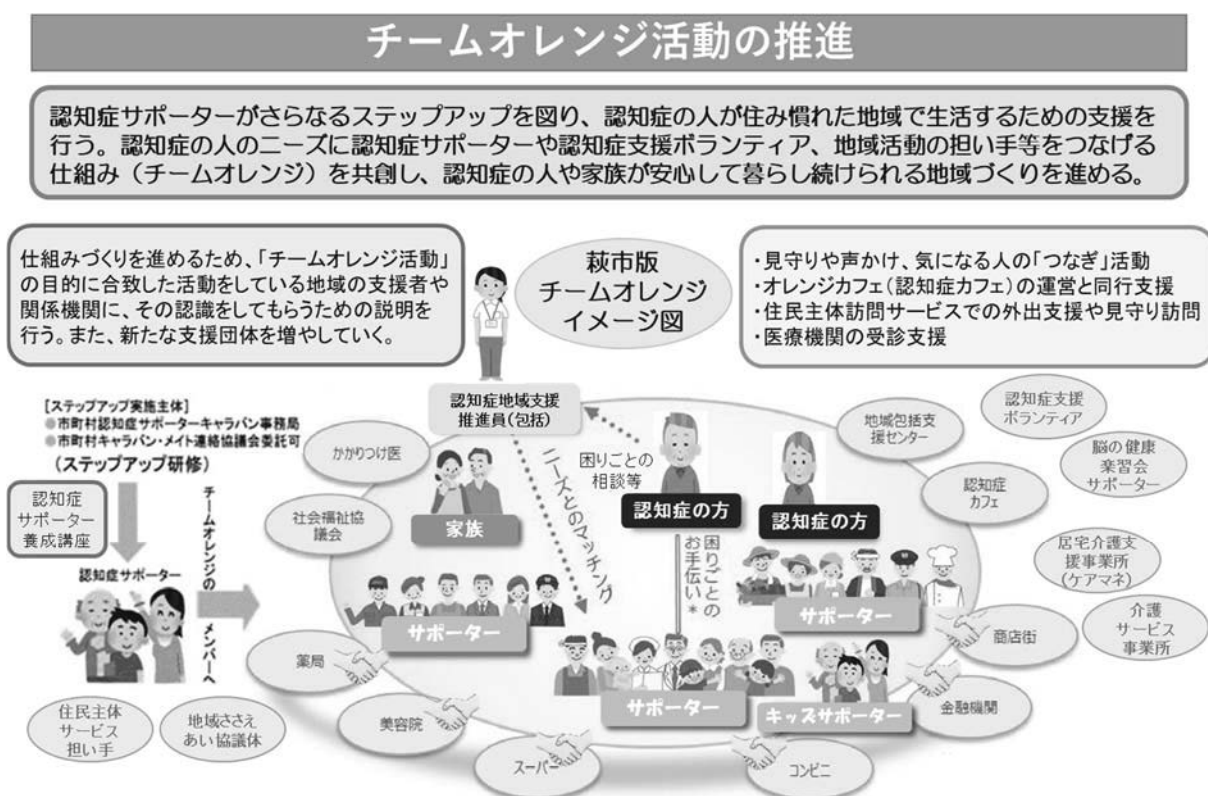 チームオレンジ活動の推進
認知症サポーターがさらなるステップアップを図り、認知症の人が住み慣れた地域で生活するための支援を
行う。認知症の人のニーズに認知症サポーターや認知症支援ボランティア、地域活動の担い手等をつなげる
仕組み（チームオレンジ）を共創し、認知症の人や家族が安心して暮らし続けられる地域づくりを進める。
仕組みづくりを進めるため、「チームオレンジ活動」
の目的に合致した活動をしている地域の支援者や
関係機関に、その認識をしてもらうための説明を
行う。また、新たな支援団体を増やしていく。
萩市版
チームオレンジ
イメージ図
・見守りや声かけ、気になる人の「つなぎ」活動
・オレンジカフェ（認知症カフェ）の運営と同行支援
・住民主体訪問サービスでの外出支援や見守り訪問
・医療機関の受診支援
［ステップアップ実施主体］
●市町村認知症サポーターキャラバン事務局
●市町村キャラバン・メイト連絡協議会委託可
（ステップアップ研修）
認知症
サポーター
養成講座
認知症サポーター
チームオレンジの メンバーへ
住民主体
サービス
担い手
地域ささえ
あい協議体
認知症地域支援
推進員（包括）
かかりつけ医
社会福祉協
議会
家族
ニーズとのマッチング
困りごとの
相談等
認知症の方
認知症の方
困りごとの
お手伝い＊
サポーター
サポーター
サポーター
キッズサポーター
薬局
美容院
スーパー
コンビニ
金融機関
商店街
地域包括支
援センター
認知症
カフェ
認知症支援
ボランティア
脳の健康
楽習会
サポーター
居宅介護支
援事業所
（ケアマネ）
介護
サービス
事業所